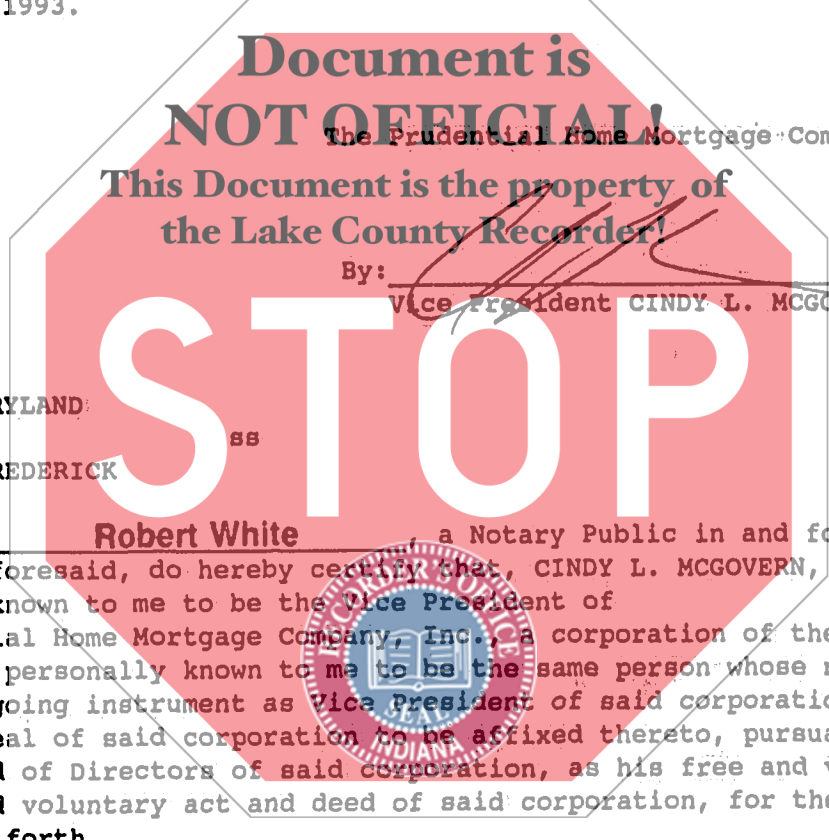 1993.
Document is
NOT OFFICIAL!
The Prudential Home Mortgage Com
This Document is the property of
the Lake County Recorder!
By:
Vice President CINDY L. MCGO
STOP
RYLAND
ss
REDERICK
Robert White, a Notary Public in and fo
foresaid, do hereby certify that, CINDY L. MCGOVERN,
known to me to be the Vice President of
ial Home Mortgage Company, Inc., a corporation of the
personally known to me to be the same person whose n
going instrument as Vice President of said corporatio
eal of said corporation to be affixed thereto, pursua
d of Directors of said corporation, as his free and v
d voluntary act and deed of said corporation, for the
forth
SEAL
INDIANA